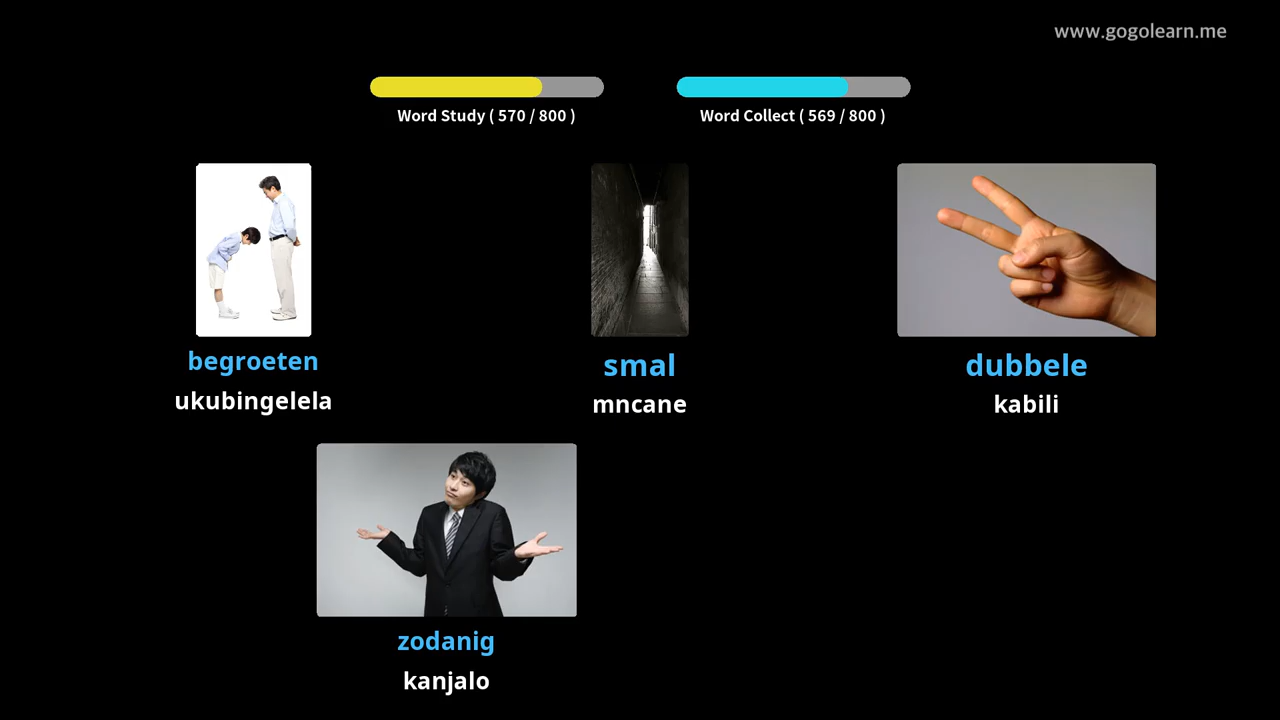 www.gogolearn.me
Word Study ( 570 / 800 )
Word Collect ( 569 / 800 )
begroeten
ukubingelela
smal
mncane
dubbele
kabili
zodanig
kanjalo